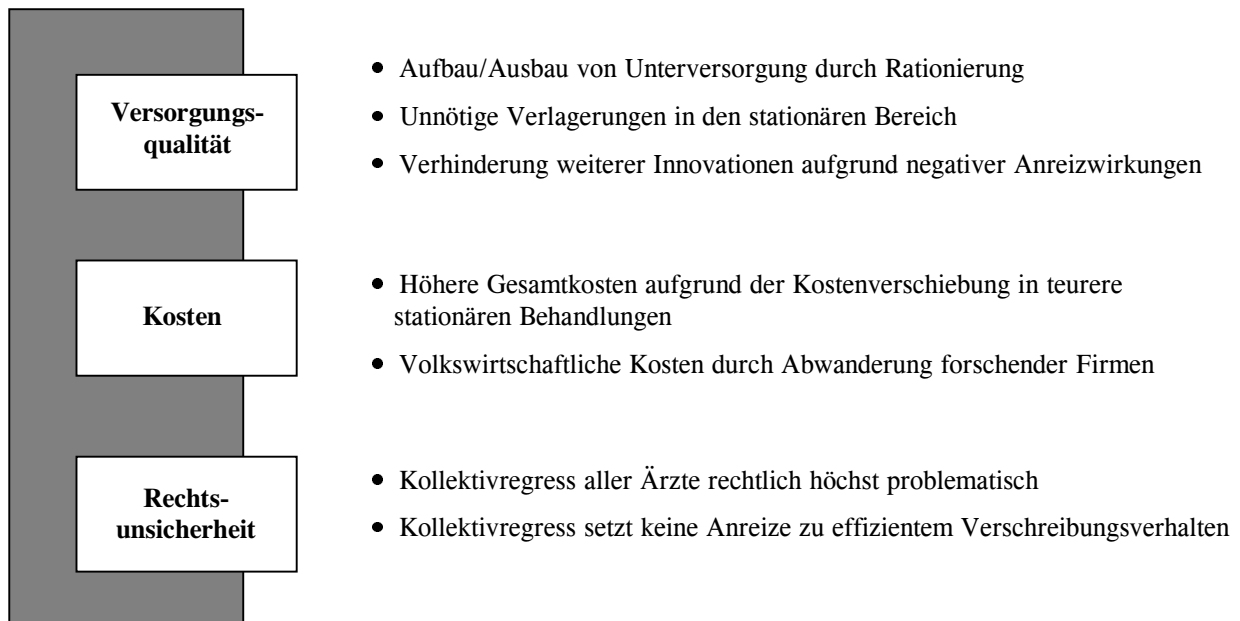 Versorgungs-
qualität
• Aufbau/Ausbau von Unterversorgung durch Rationierung
• Unnötige Verlagerungen in den stationären Bereich
• Verhinderung weiterer Innovationen aufgrund negativer Anreizwirkungen
Kosten
• Höhere Gesamtkosten aufgrund der Kostenverschiebung in teurere
stationären Behandlungen
• Volkswirtschaftliche Kosten durch Abwanderung forschender Firmen
Rechts-
unsicherheit
• Kollektivregress aller Ärzte rechtlich höchst problematisch
• Kollektivregress setzt keine Anreize zu effizientem Verschreibungsverhalten